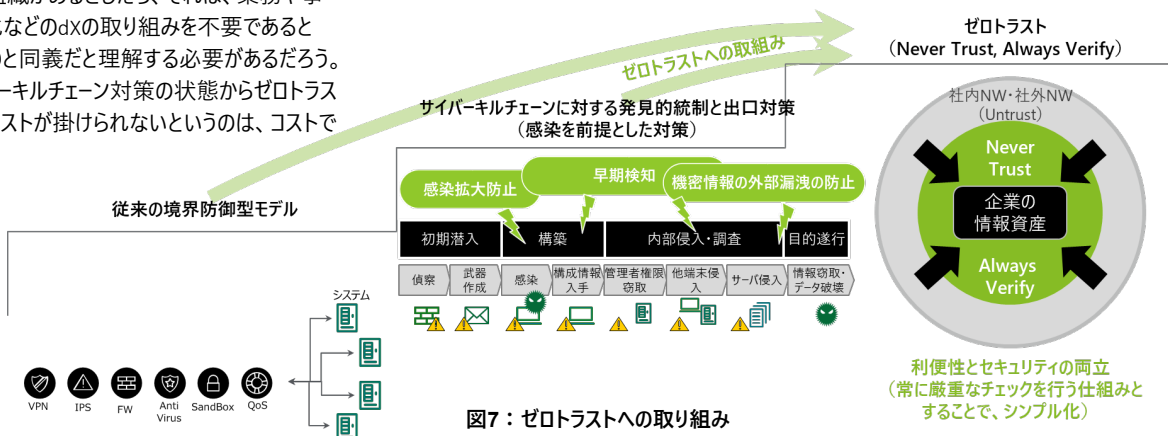 それは、業務や事
などのdXの取り組みを不要であると
と同義だと理解する必要があるだろう。
ーキルチェーン対策の状態からゼロトラス
ストが掛けられないというのは、コストで
従来の境界防御型モデル
システム
VPN
IPS
FW
Anti
Virus
SandBox
QoS
ゼロトラストへの取組み
サイバーキルチェーンに対する発見的統制と出口対策
（感染を前提とした対策）
感染拡大防止
早期検知
機密情報の外部漏洩の防止
初期潜入
構築
内部侵入・調査
目的遂行
偵察
武器
作成
感染
構成情報
入手
管理者権限
窃取
他端末侵
入
サーバ侵入
情報窃取・
データ破壊
ゼロトラスト
（Never Trust, Always Verify）
社内NW・社外NW
（Untrust）
Never
Trust
企業の
情報資産
Always
Verify
利便性とセキュリティの両立
（常に厳重なチェックを行う仕組みと
することで、シンプル化）
図7：ゼロトラストへの取り組み